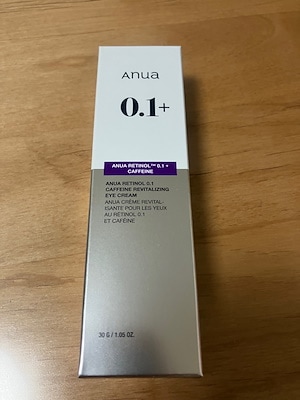 Anua
0.1+
ANUA RETINOL™ 0.1 +
CAFFEINE
ANUA RETINOL 0.1
CAFFEINE REVITALIZING
EYE CREAM
ANUA CRÈME REVITAL-
ISANTE POUR LES YEUX
AU RÉTINOL 0.1
ET CAFÉINE
30 G / 1.05 OZ.